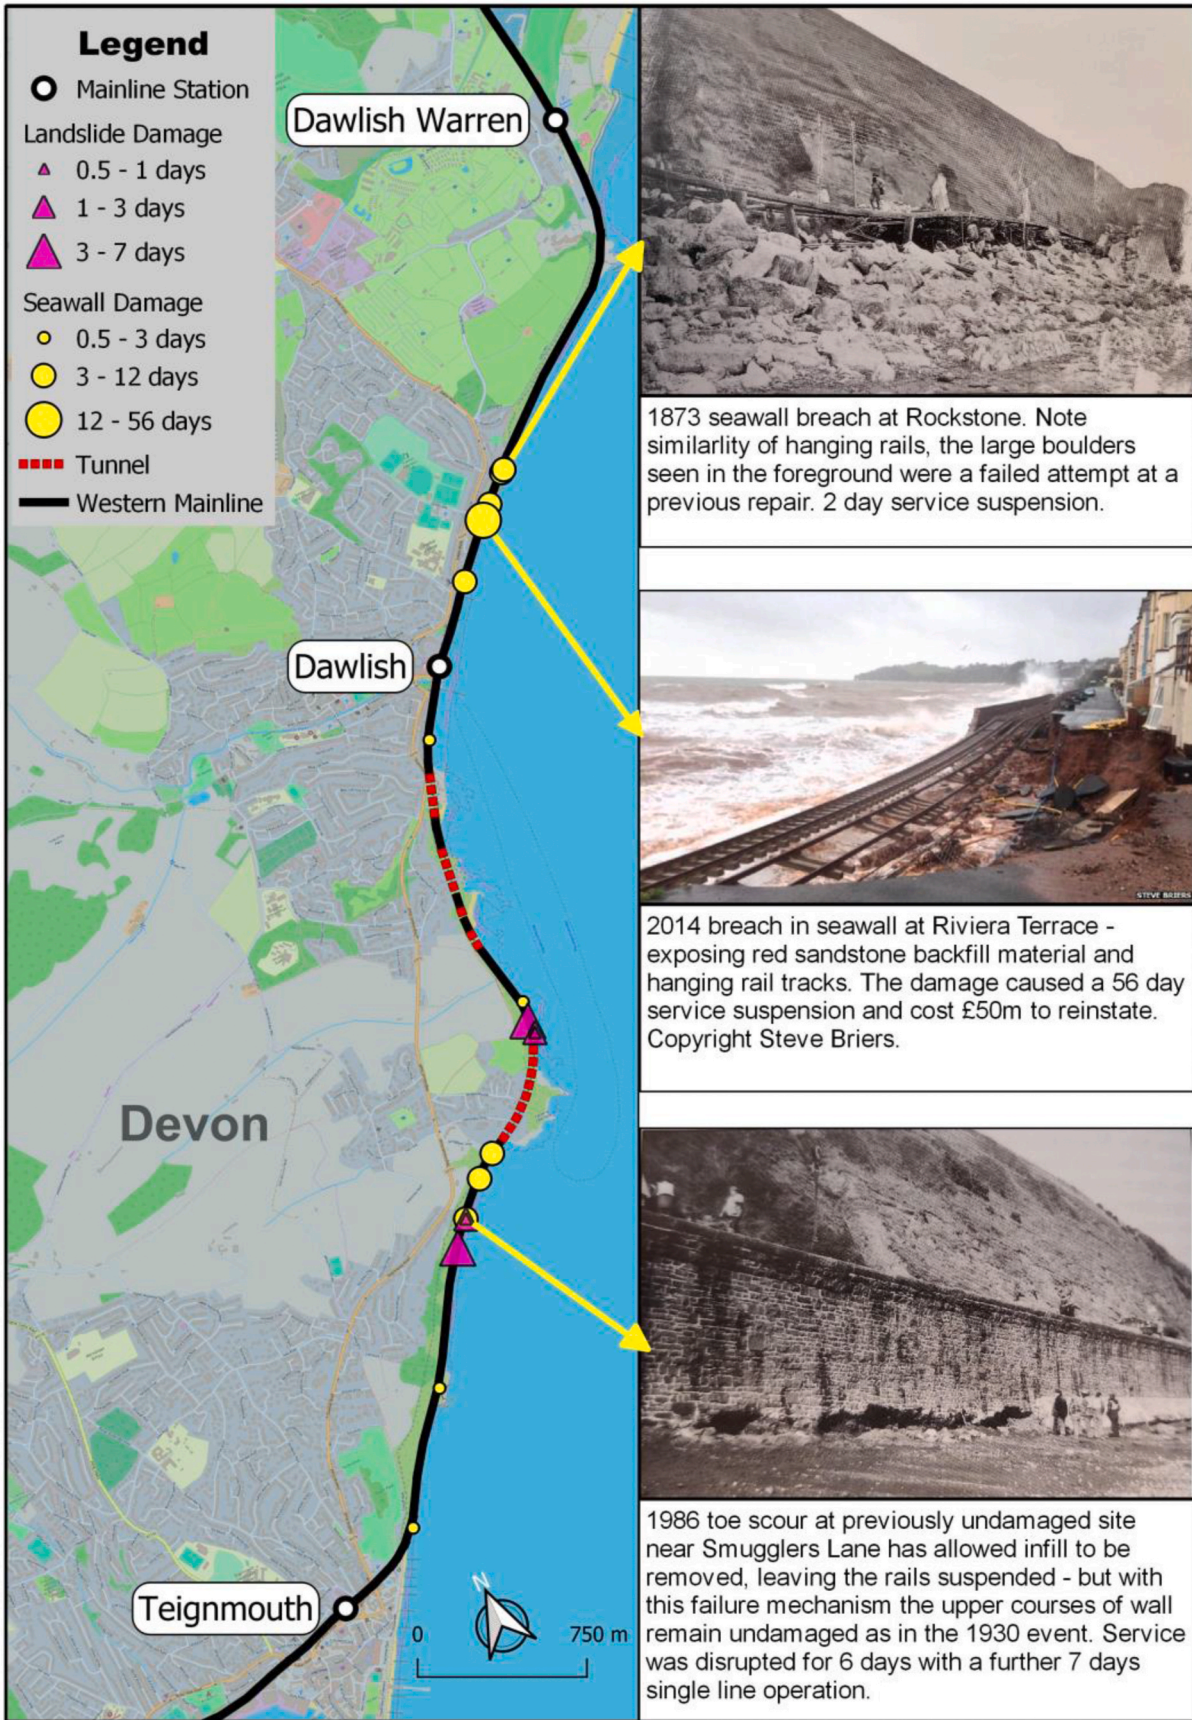 Legend
Mainline Station
Landslide Damage
0.5 - 1 days
1 - 3 days
3 - 7 days
Seawall Damage
0.5 - 3 days
3 - 12 days
12 - 56 days
Tunnel
Western Mainline
Dawlish Warren
Dawlish
Devon
Teignmouth
N
0
750 m
1873 seawall breach at Rockstone. Note
similarlity of hanging rails, the large boulders
seen in the foreground were a failed attempt at a
previous repair. 2 day service suspension.
STEVE BRIERS
2014 breach in seawall at Riviera Terrace -
exposing red sandstone backfill material and
hanging rail tracks. The damage caused a 56 day
service suspension and cost £50m to reinstate.
Copyright Steve Briers.
1986 toe scour at previously undamaged site
near Smugglers Lane has allowed infill to be
removed, leaving the rails suspended - but with
this failure mechanism the upper courses of wall
remain undamaged as in the 1930 event. Service
was disrupted for 6 days with a further 7 days
single line operation.